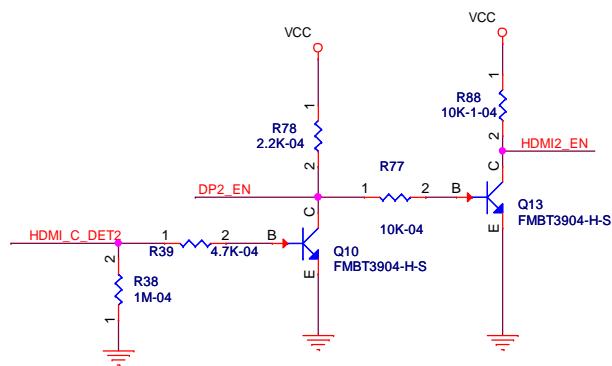 VCC
VCC
1
R88
10K-1-04
2
HDMI2_EN
1
R78
2.2K-04
2
R77
DP2_EN
1
2
B
C
Q13
FMBT3904-H-S
10K-04
E
C
HDMI_C_DET2
1
R39
2
4.7K-04
B
Q10
FMBT3904-H-S
E
2
R38
1M-04
1